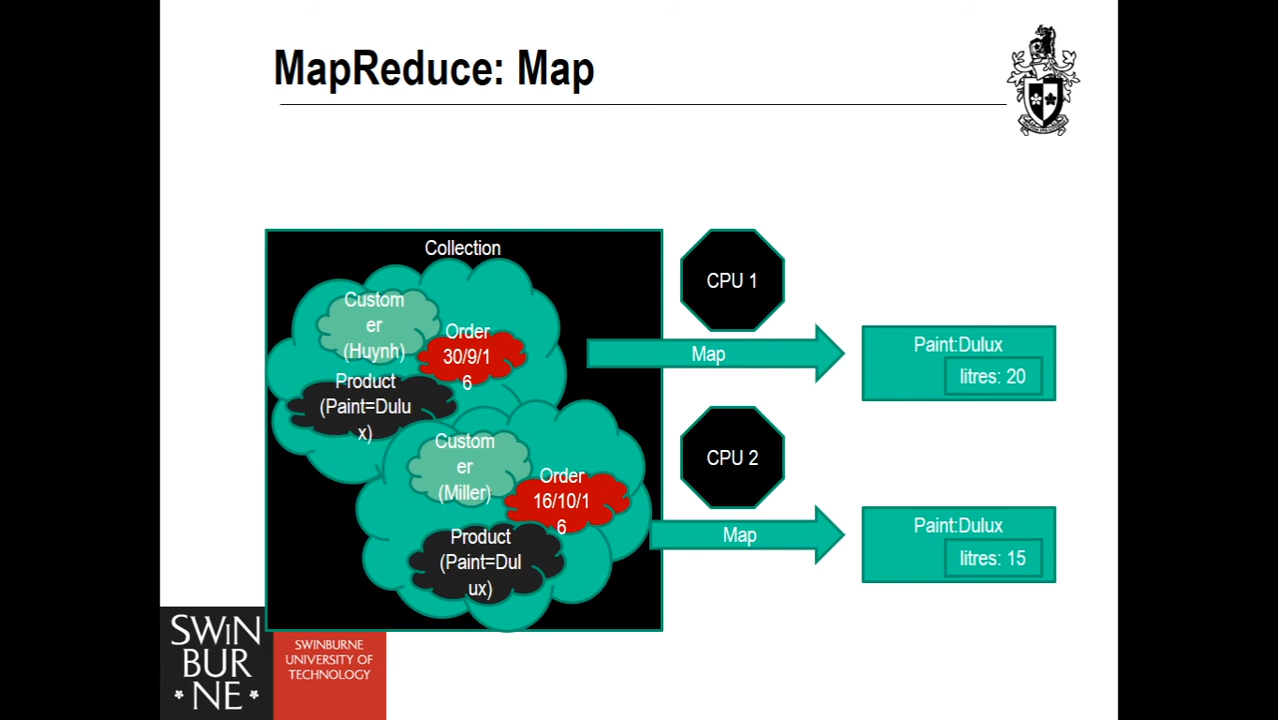 MapReduce: Map
Collection
Custom
er
(Huynh)
Order
30/9/1
6
Product
(Paint=Dulu
x)
Custom
er
(Miller)
Order
16/10/1
6
Product
(Paint=Dul
ux)
CPU 1
Map
Paint:Dulux
litres: 20
CPU 2
Map
Paint:Dulux
litres: 15
SWIN
BUR
NE
SWINBURNE
UNIVERSITY OF
TECHNOLOGY